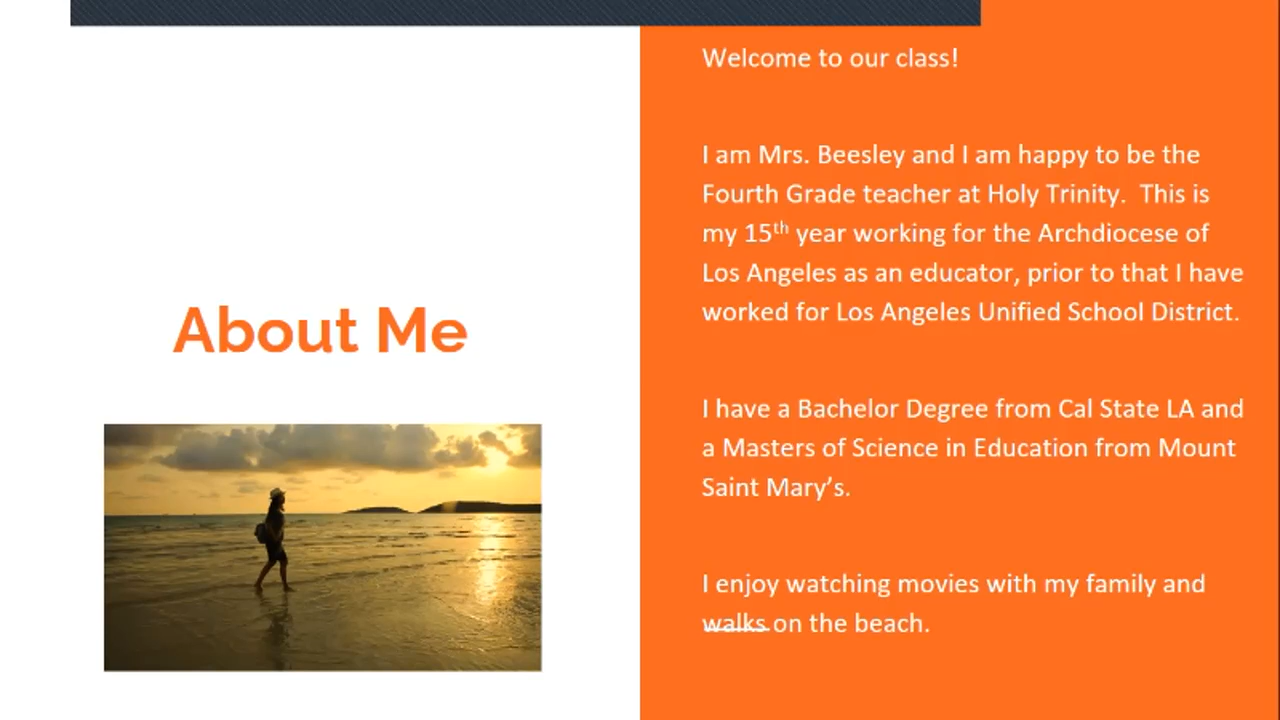 About Me
Welcome to our class!
I am Mrs. Beesley and I am happy to be the
Fourth Grade teacher at Holy Trinity.  This is
my 15th year working for the Archdiocese of
Los Angeles as an educator, prior to that I have
worked for Los Angeles Unified School District.
I have a Bachelor Degree from Cal State LA and
a Masters of Science in Education from Mount
Saint Mary’s.
I enjoy watching movies with my family and
walks on the beach.